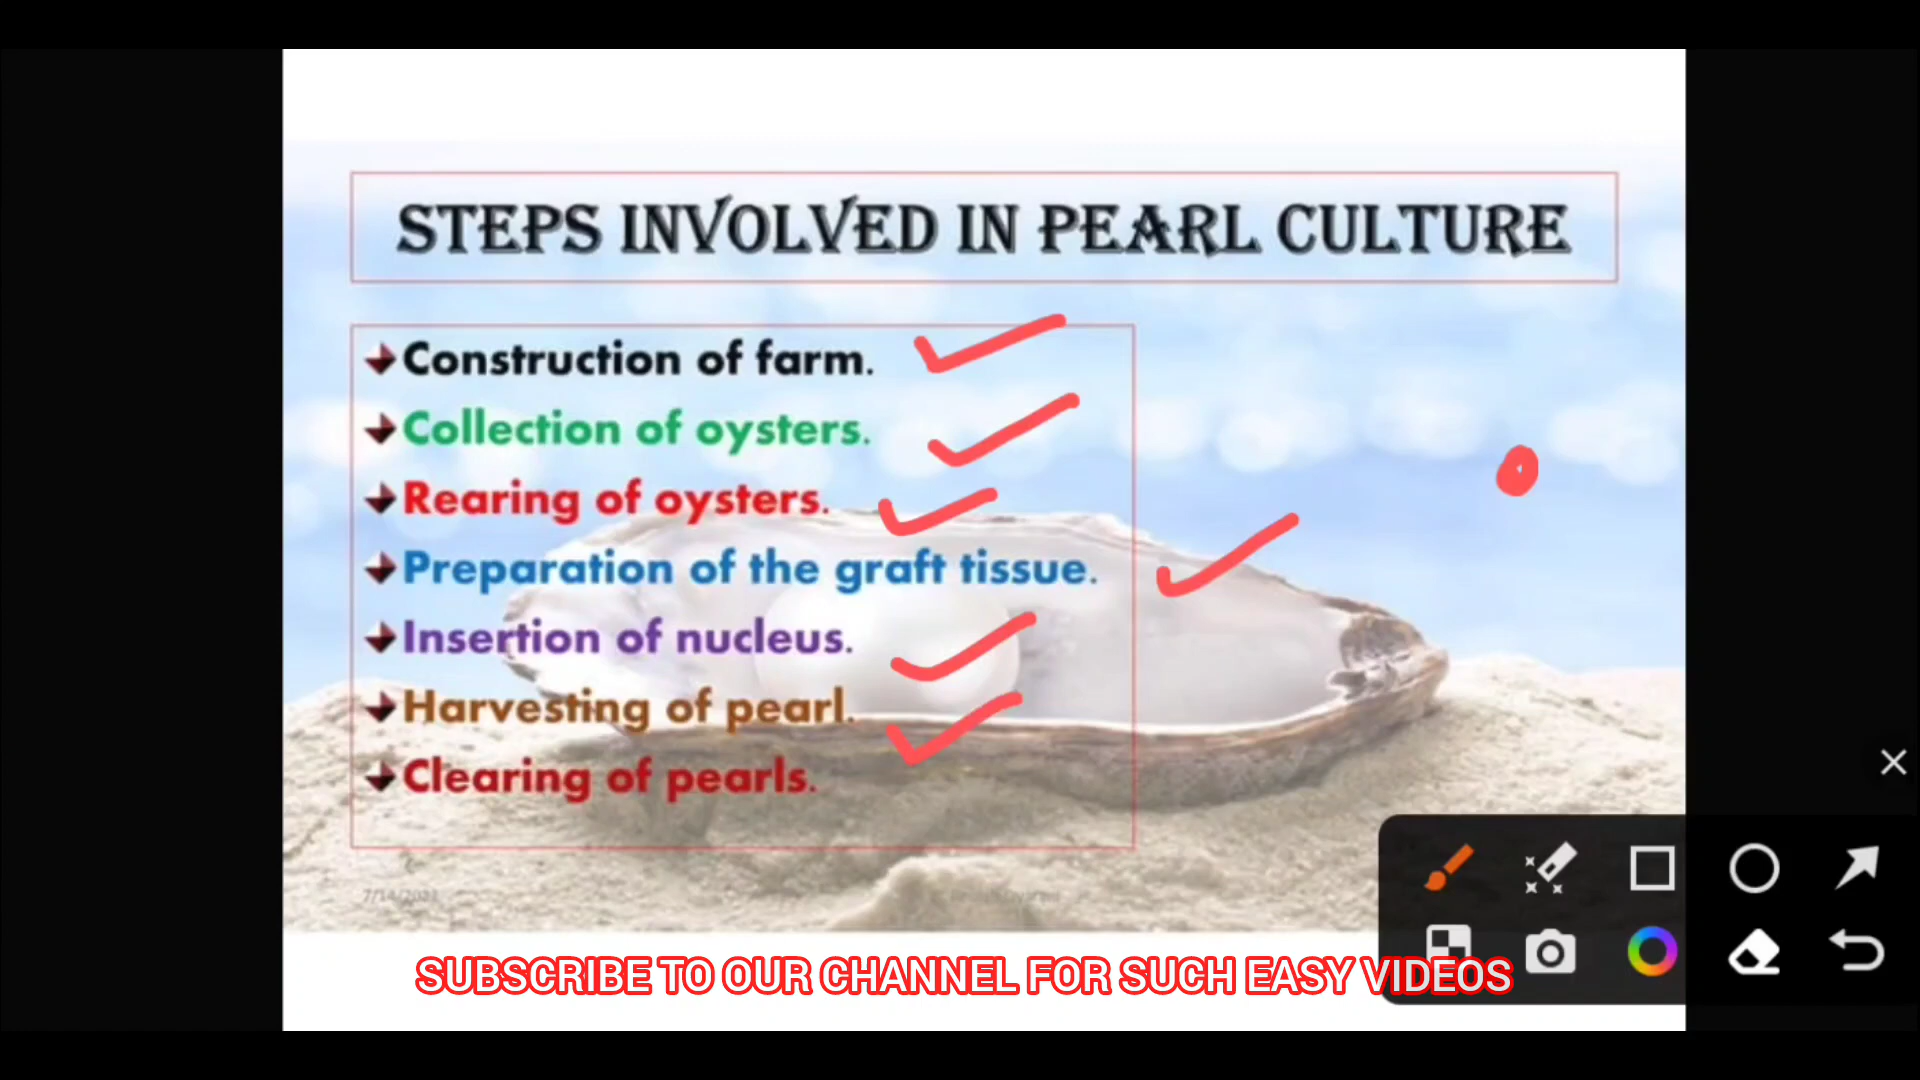 STEPS INVOLVED IN PEARL CULTURE
Construction of farm.
Collection of oysters.
Rearing of oysters.
Preparation of the graft tissue.
Insertion of nucleus.
Harvesting of pearl.
Clearing of pearls.
SUBSCRIBE TO OUR CHANNEL FOR SUCH EASY VIDEOS